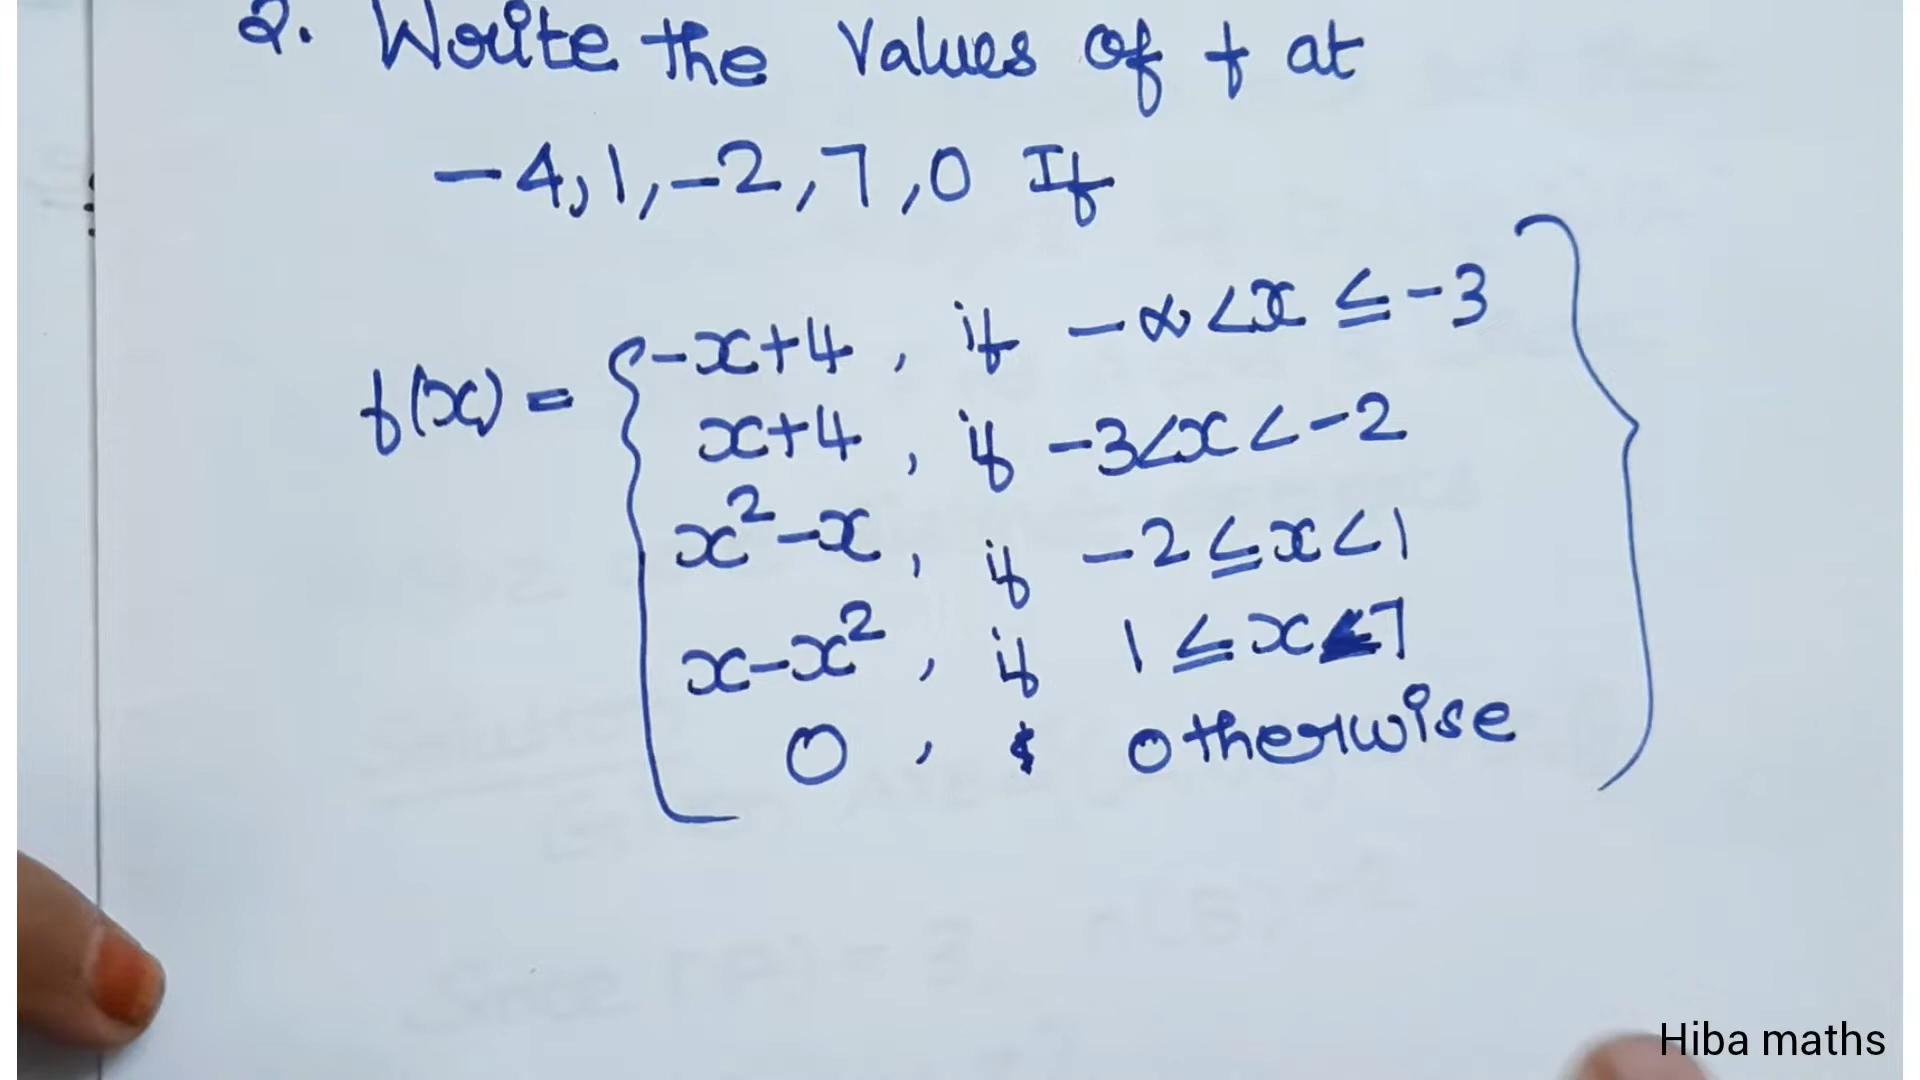 2. Write the Values of f at
-4, 1, -2, 7, 0 If
f(x) = { -x+4, if -∞ < x ≤ -3
x+4, if -3 < x < -2
x² - x, if -2 ≤ x < 1
x - x², if 1 ≤ x < 7
0, otherwise }
Hiba maths